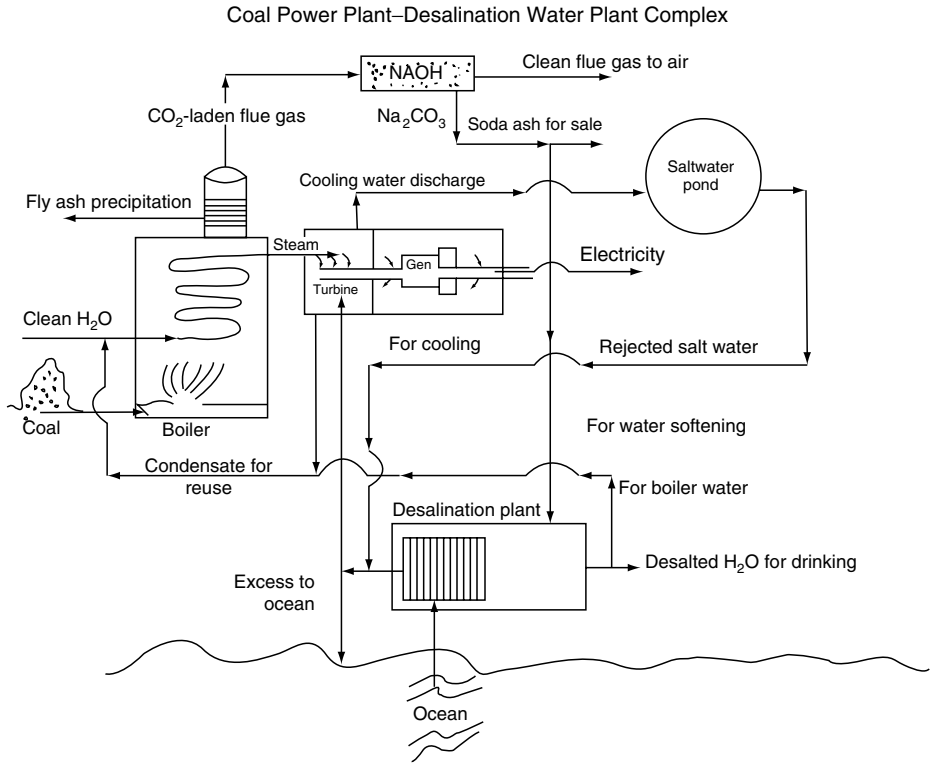 Coal Power Plant–Desalination Water Plant Complex
NAOH
Clean flue gas to air
CO₂-laden flue gas
Na₂CO₃
Soda ash for sale
Saltwater
pond
Cooling water discharge
Fly ash precipitation
Steam
Gen
Electricity
Turbine
Clean H₂O
For cooling
Rejected salt water
Coal
Boiler
For water softening
Condensate for
reuse
For boiler water
Desalination plant
Desalted H₂O for drinking
Excess to
ocean
Ocean